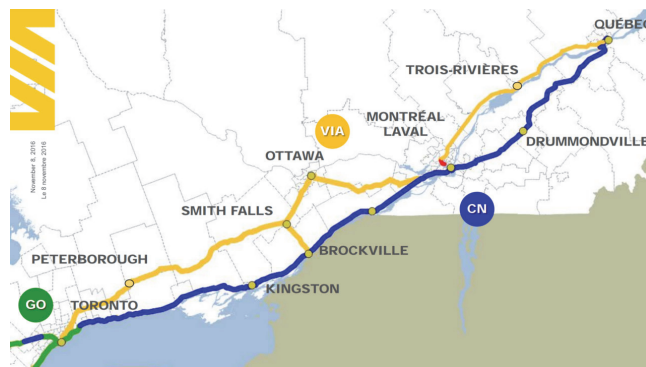 VIA
November 8, 2016
Le 8 novembre 2016
QUÉBEC
TROIS-RIVIÈRES
MONTRÉAL
LAVAL
DRUMMONDVILLE
VIA
OTTAWA
CN
SMITH FALLS
BROCKVILLE
PETERBOROUGH
KINGSTON
GO
TORONTO